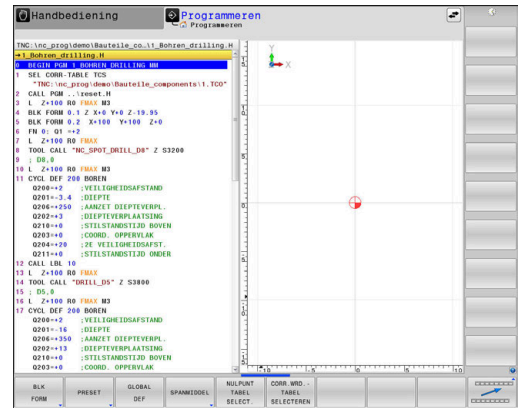 Handbediening
Programmeren
Programmeren
TNC:\nc_prog\demo\Bauteile_co…\1_Bohren_drilling.H
→1_Bohren_drilling.H
0 BEGIN PGM 1_BOHREN_DRILLING MM
1 SEL CORR-TABLE TCS
"TNC:\nc_prog\demo\Bauteile_components\1.TCO"
2 CALL PGM ..\reset.H
3 L Z+100 R0 FMAX M3
4 BLK FORM 0.1 Z X+0 Y+0 Z-19.95
5 BLK FORM 0.2 X+100 Y+100 Z+0
6 FN 0: Q1 =+2
7 L Z+100 R0 FMAX
8 TOOL CALL "NC_SPOT_DRILL_D8" Z S3200
9 ; D8,0
10 L Z+100 R0 FMAX M3
11 CYCL DEF 200 BOREN
Q200=+2 ;VEILIGHEIDSAFSTAND
Q201=-3.4 ;DIEPTE
Q206=+250 ;AANZET DIEPTEVERPL.
Q202=+3 ;DIEPTEVERPLAATSING
Q210=+0 ;STILSTANDSTIJD BOVEN
Q203=+0 ;COORD. OPPERVLAK
Q204=+20 ;2E VEILIGHEIDSAFST.
Q211=+0 ;STILSTANDSTIJD ONDER
12 CALL LBL 10
13 L Z+100 R0 FMAX
14 TOOL CALL "DRILL_D5" Z S3800
15 ; D5,0
16 L Z+100 R0 FMAX M3
17 CYCL DEF 200 BOREN
Q200=+2 ;VEILIGHEIDSAFSTAND
Q201=-16 ;DIEPTE
Q206=+350 ;AANZET DIEPTEVERPL.
Q202=+13 ;DIEPTEVERPLAATSING
Q210=+0 ;STILSTANDSTIJD BOVEN
Q203=+0 ;COORD. OPPERVLAK
Y
X
BLK FORM
PRESET
GLOBAL DEF
SPANMIDDEL
NULPUNT TABEL SELECT.
CORR.WRD.- TABEL SELECTEREN